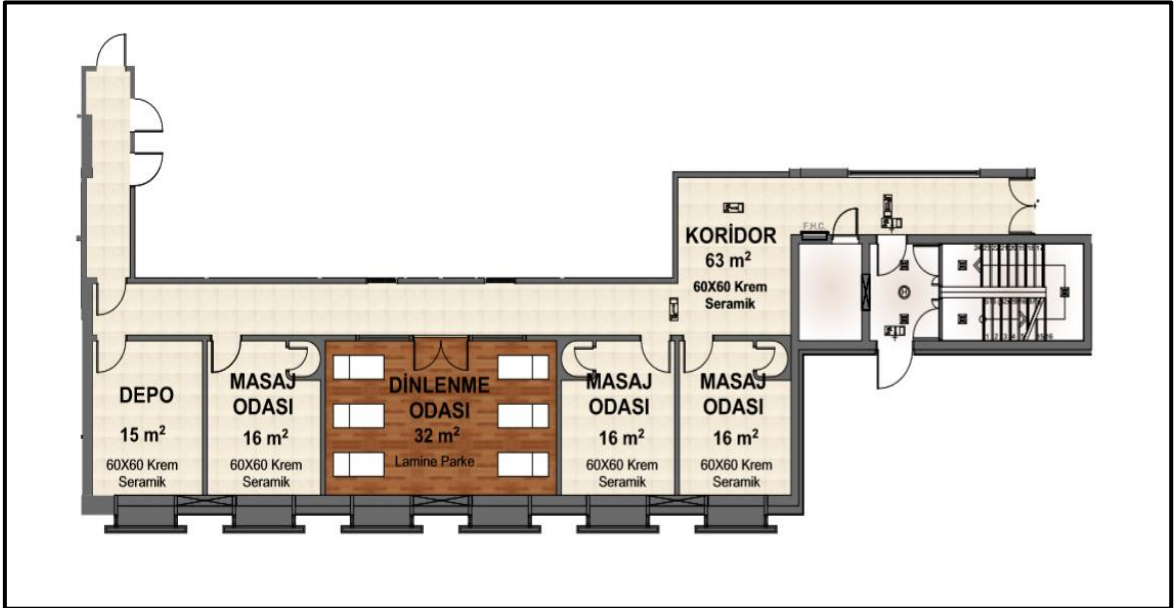 F.H.C.
KORİDOR
63 m²
60X60 Krem
Seramik
DEPO
15 m²
60X60 Krem
Seramik
MASAJ
ODASI
16 m²
60X60 Krem
Seramik
DİNLENME
ODASI
32 m²
Lamine Parke
MASAJ
ODASI
16 m²
60X60 Krem
Seramik
MASAJ
ODASI
16 m²
60X60 Krem
Seramik